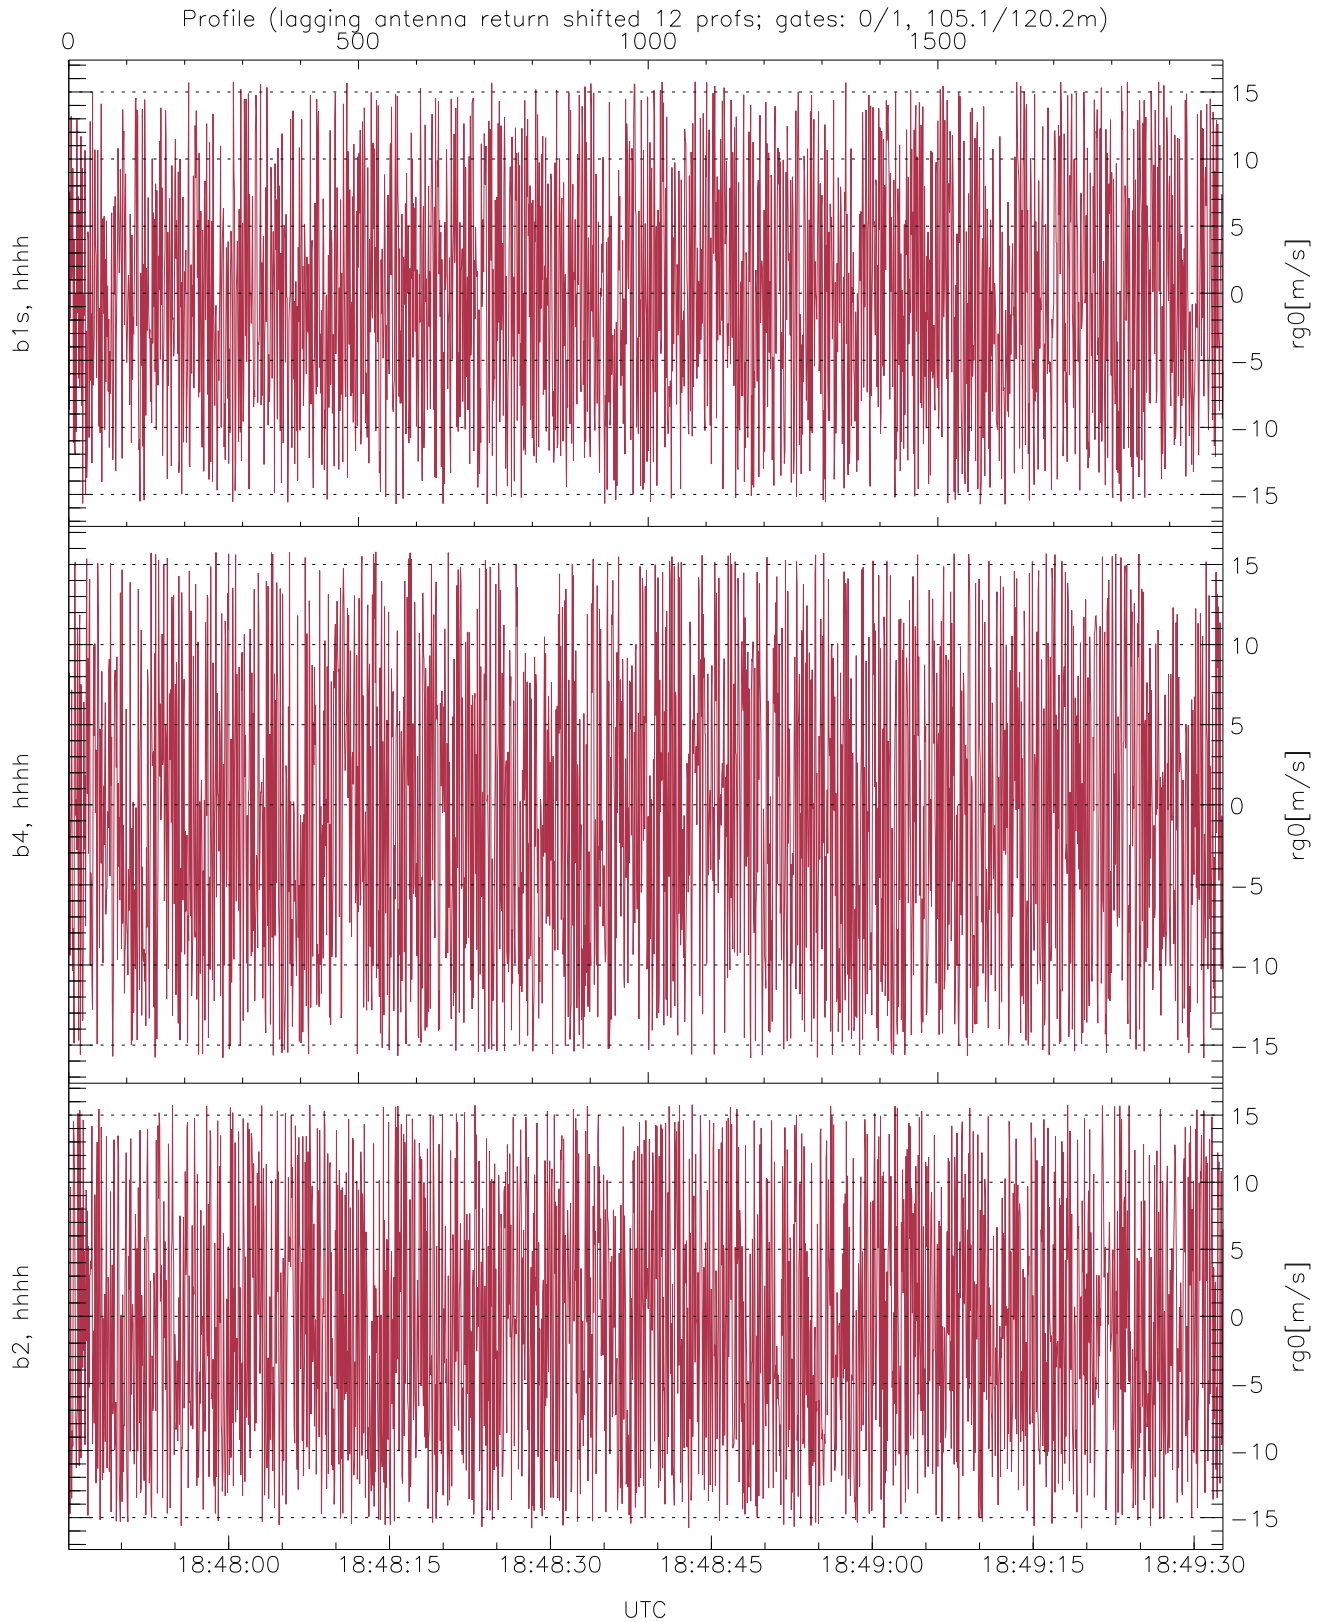 Profile (lagging antenna return shifted 12 profs; gates: 0/1, 105.1/120.2m)
0 500 1000 1500
b1s, hhhh
15
10
5
0
-5
-10
-15
rg0[m/s]
b4, hhhh
15
10
5
0
-5
-10
-15
rg0[m/s]
b2, hhhh
15
10
5
0
-5
-10
-15
rg0[m/s]
18:48:00 18:48:15 18:48:30 18:48:45 18:49:00 18:49:15 18:49:30
UTC